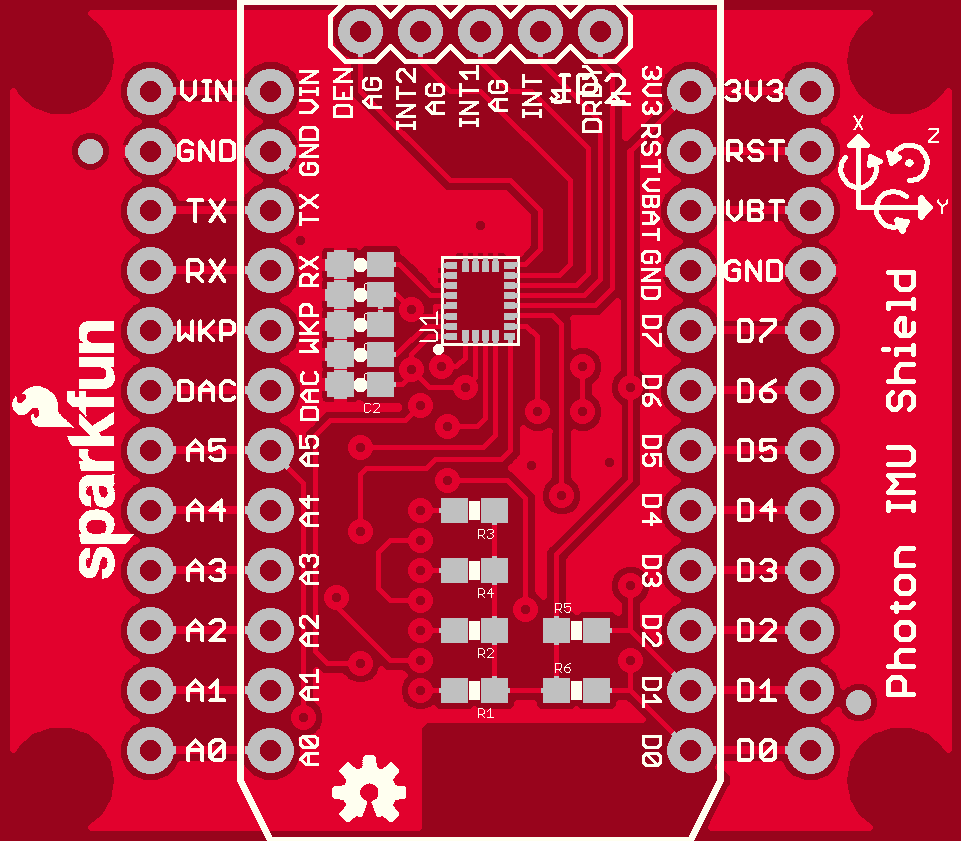 DEN
AG
INT2
AG
INT1
AG
INT
DRDY
VIN
GND
TX
RX
WKP
DAC
A5
A4
A3
A2
A1
A0
VIN
GND
TX
RX
WKP
DAC
A5
A4
A3
A2
A1
A0
sparkfun
U1
C2
R3
R4
R2
R1
R5
R6
3V3
RST
VBAT
GND
D7
D6
D5
D4
D3
D2
D1
D0
3V3
RST
VBT
GND
D7
D6
D5
D4
D3
D2
D1
D0
X
Z
Y
Photon IMU Shield